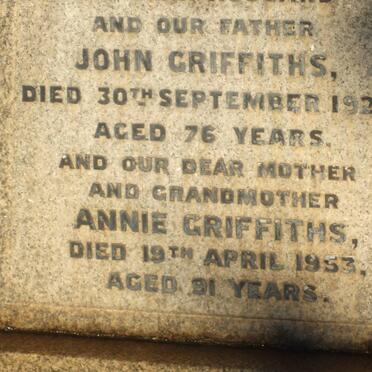 AND OUR FATHER
JOHN GRIFFITHS,
DIED 30TH SEPTEMBER 192
AGED 76 YEARS.
AND OUR DEAR MOTHER
AND GRANDMOTHER
ANNIE GRIFFITHS,
DIED 19TH APRIL 1953,
AGED 91 YEARS.